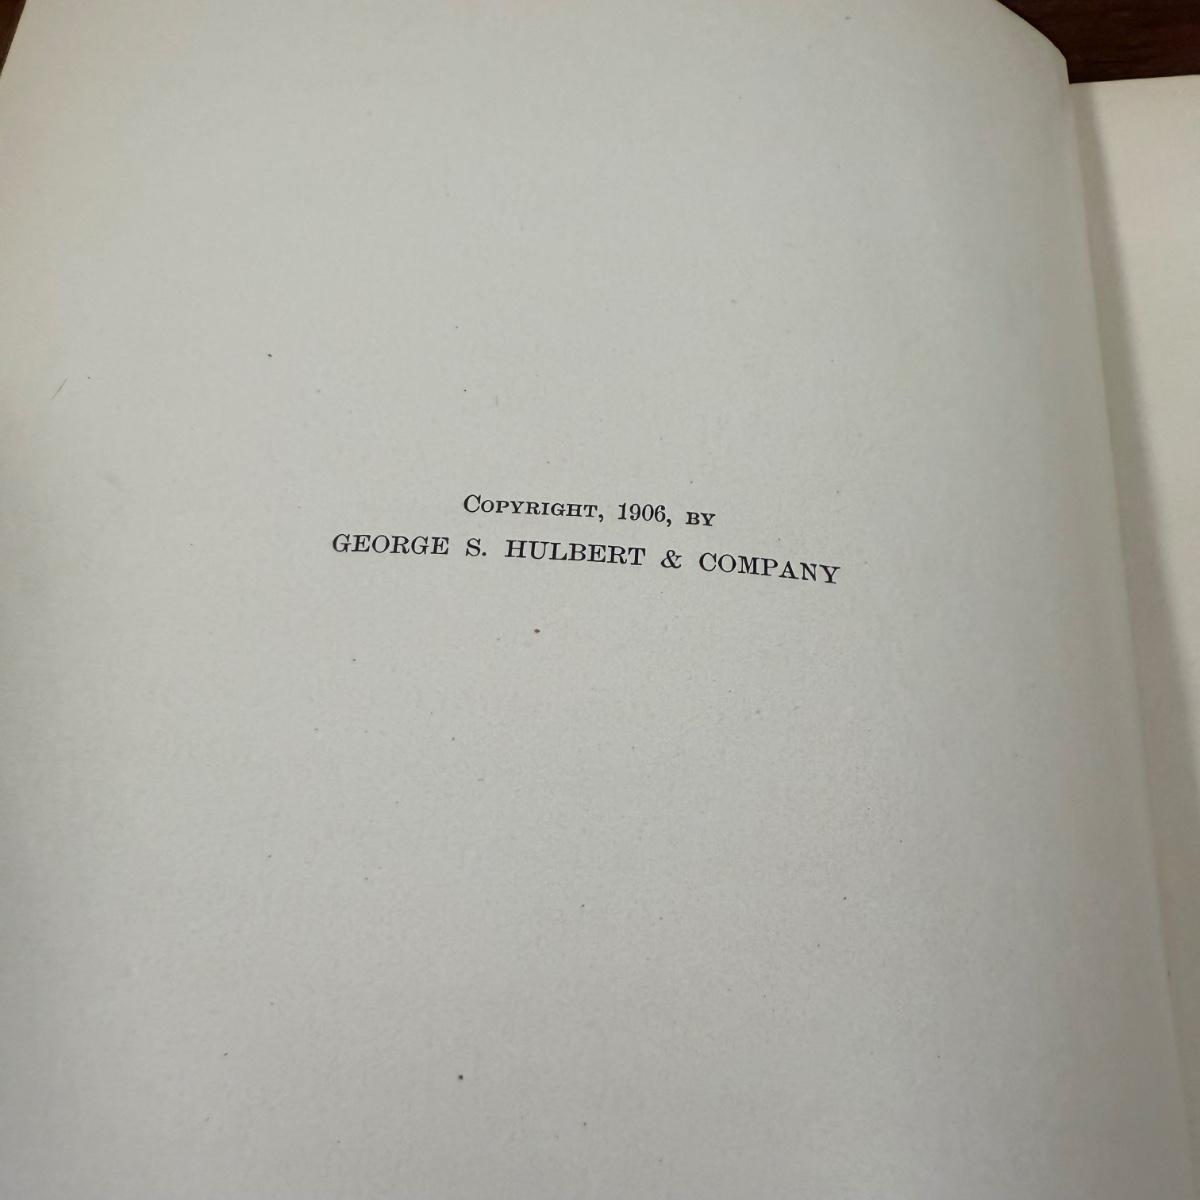 Copyright, 1906, by
GEORGE S. HULBERT & COMPANY